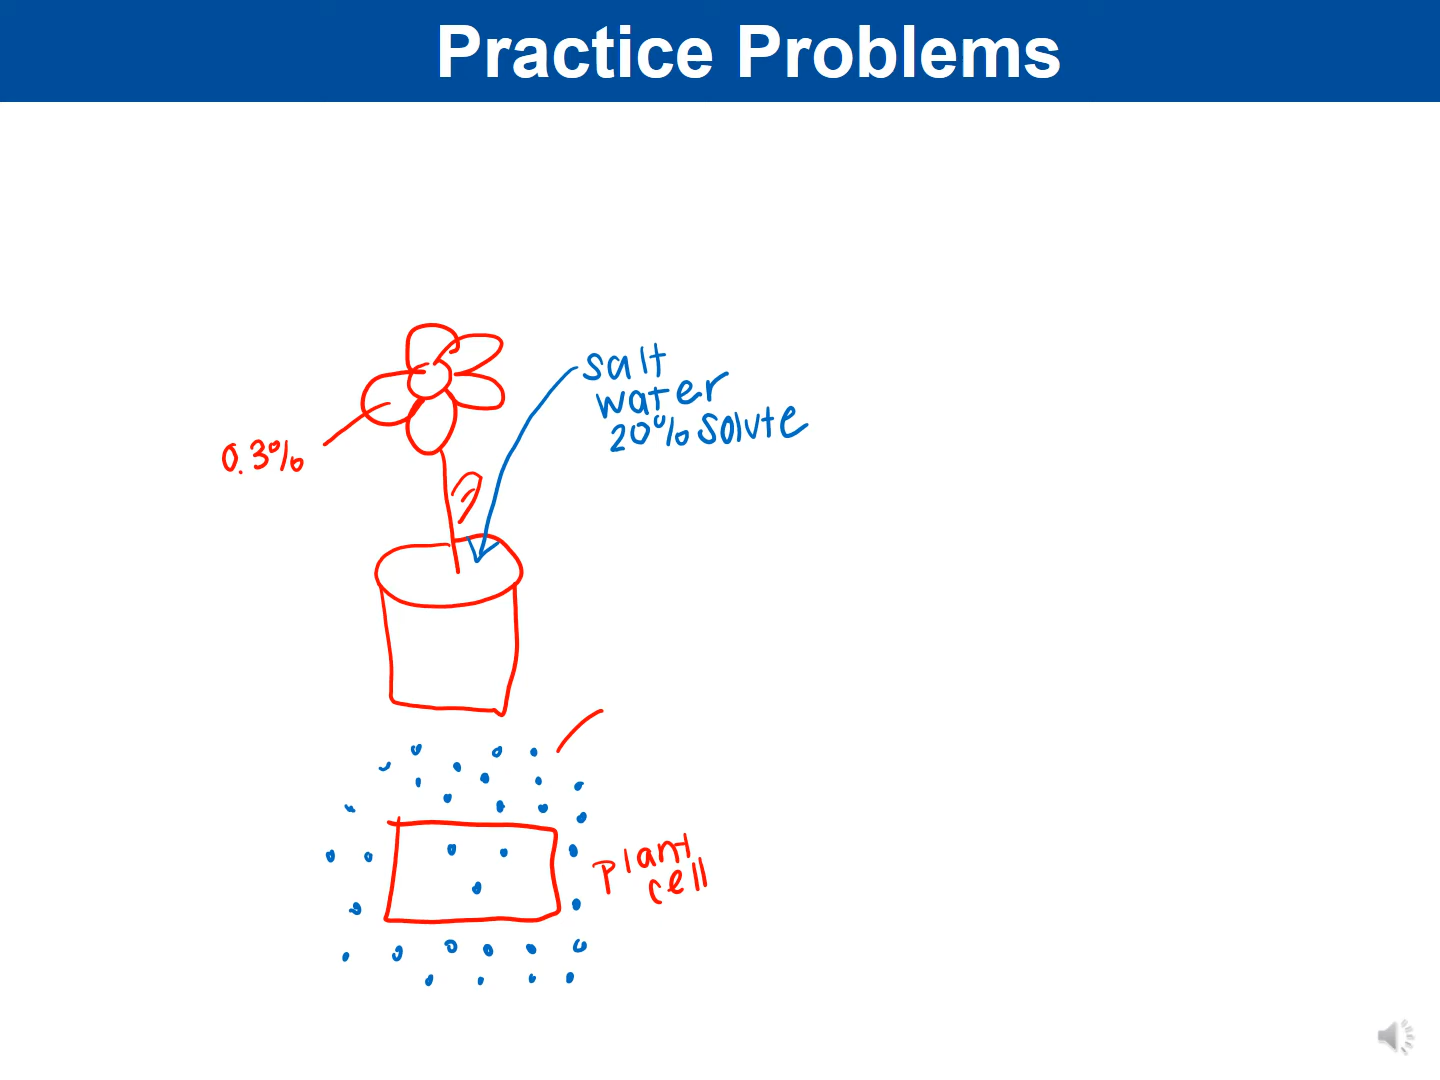 Practice Problems
salt
water
20% solute
0.3%
plant
cell